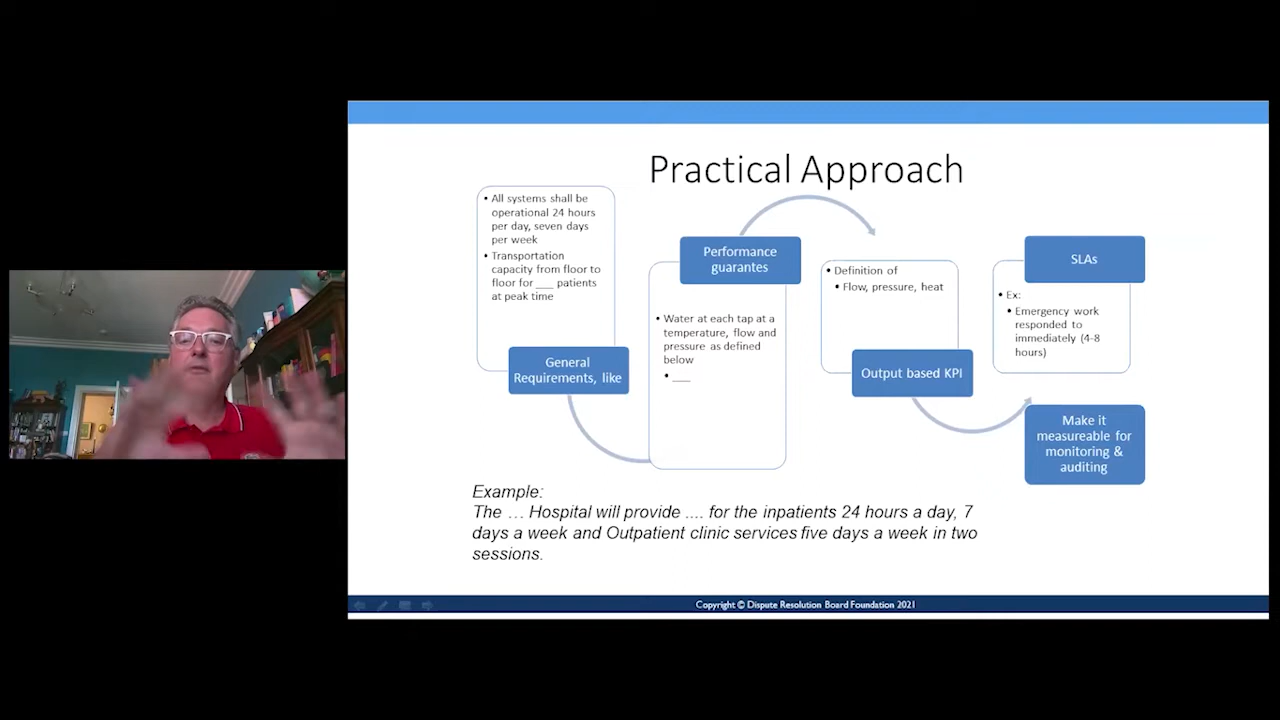 Practical Approach
• All systems shall be
operational 24 hours
per day, seven days
per week
• Transportation
capacity from floor to
floor for ___ patients
at peak time
General
Requirements, like
Performance
guarantes
• Water at each tap at a
temperature, flow and
pressure as defined
below
• ___
• Definition of
• Flow, pressure, heat
Output based KPI
SLAs
• Ex:
• Emergency work
responded to
immediately (4-8
hours)
Make it
measureable for
monitoring &
auditing
Example:
The … Hospital will provide .... for the inpatients 24 hours a day, 7
days a week and Outpatient clinic services five days a week in two
sessions.
Copyright © Dispute Resolution Board Foundation 2021